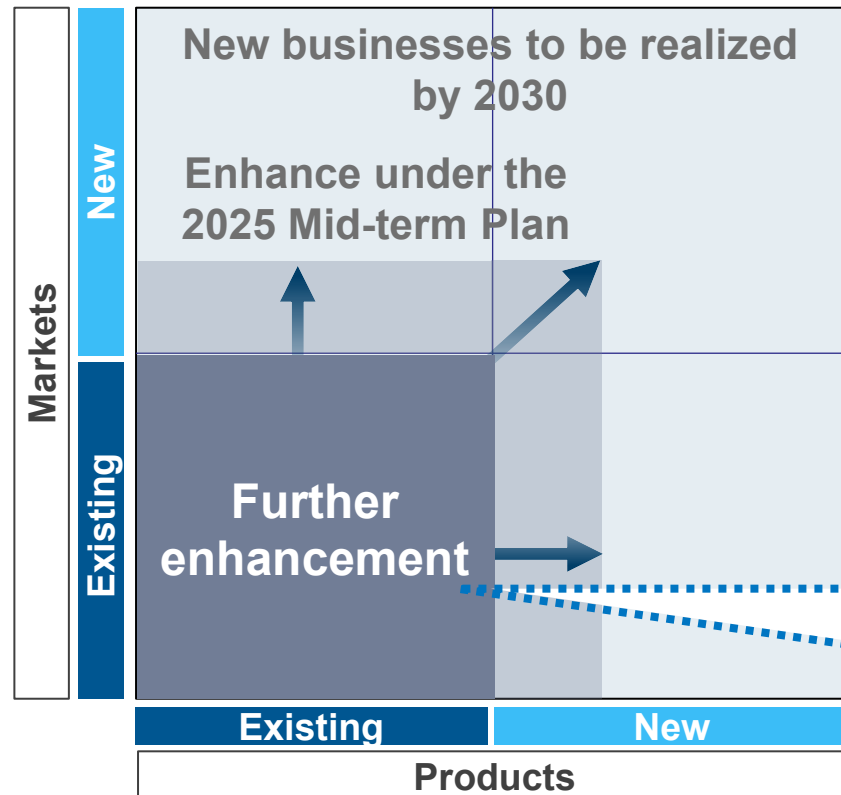 New businesses to be realized
by 2030
Enhance under the
2025 Mid-term Plan
New
Markets
Existing
Further
enhancement
Existing
New
Products